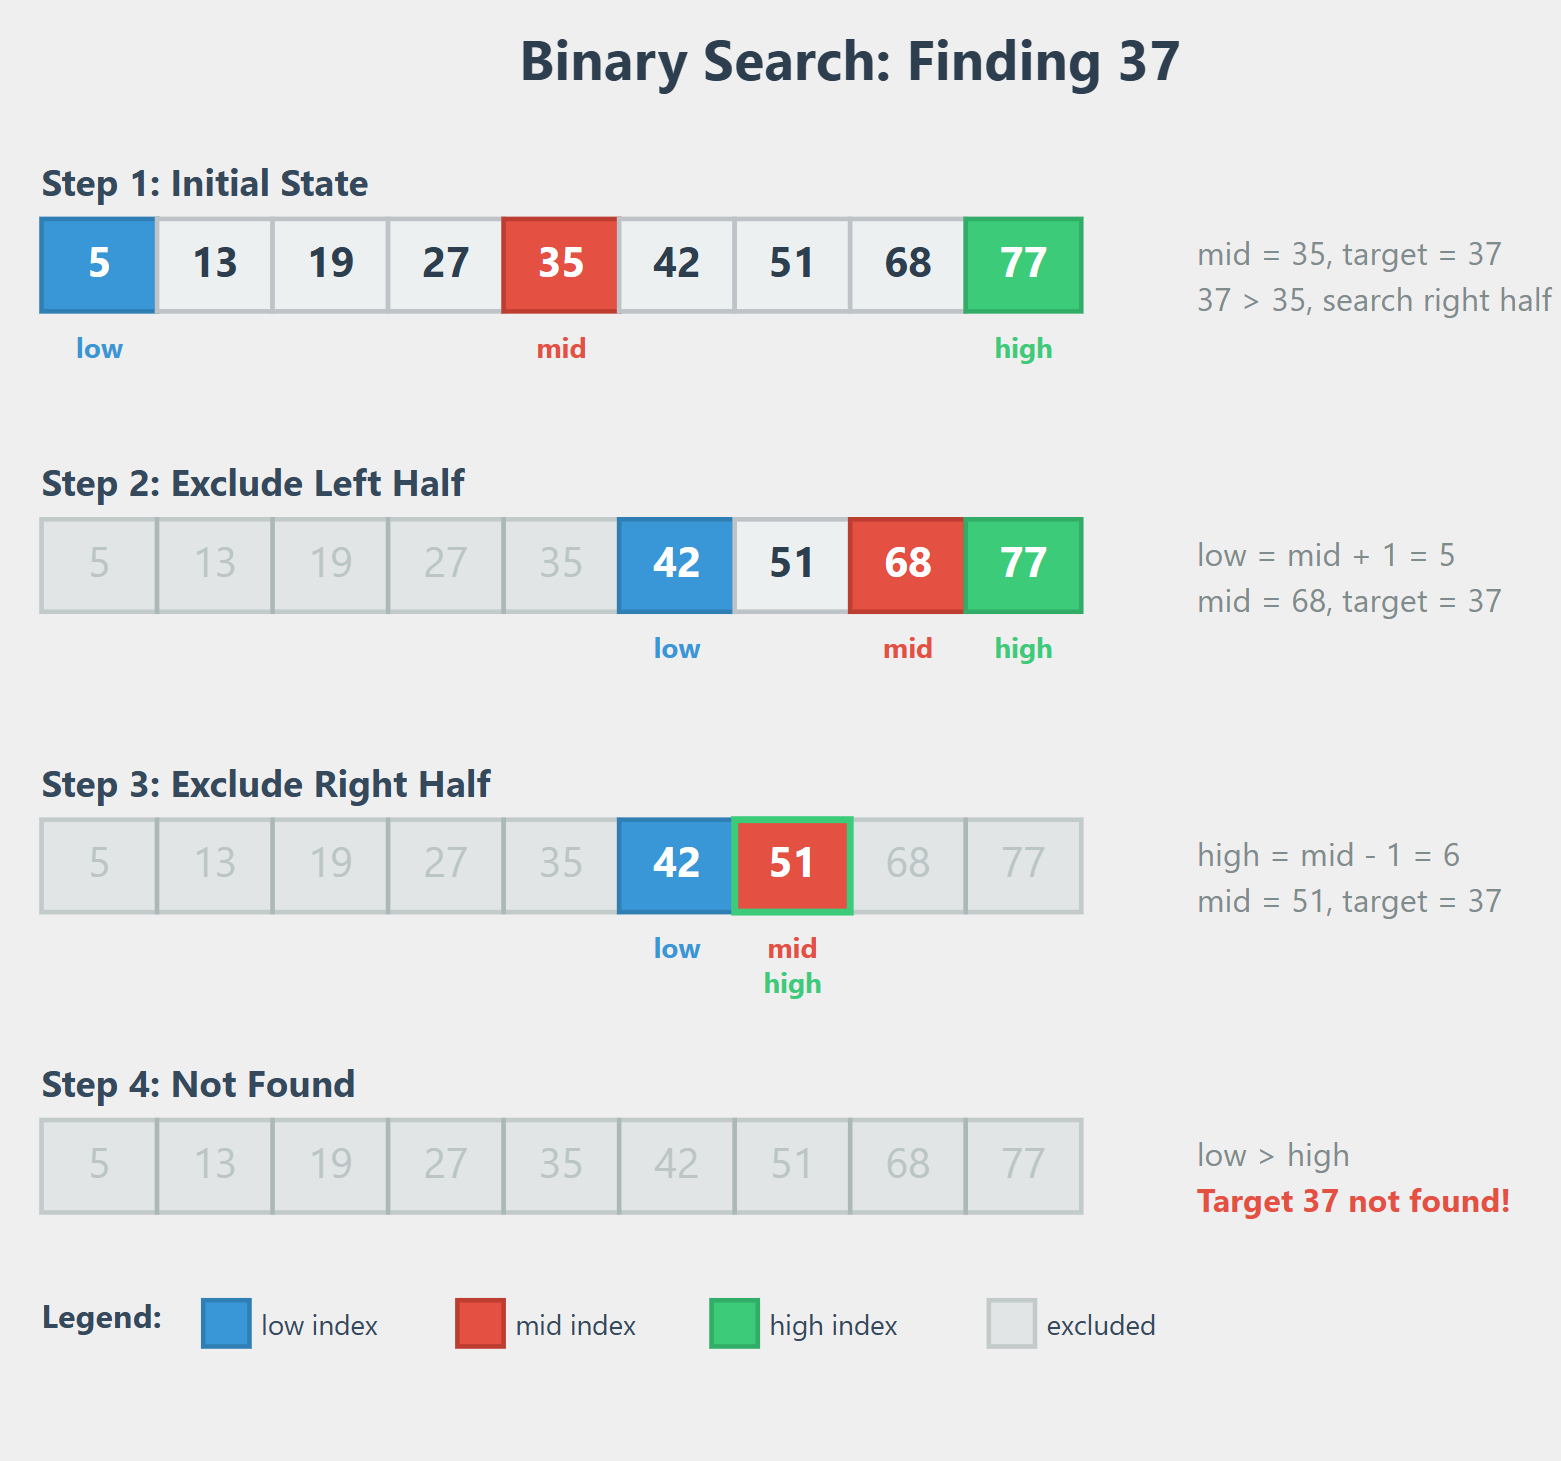 Binary Search: Finding 37
Step 1: Initial State
5 13 19 27 35 42 51 68 77
low mid high
mid = 35, target = 37
37 > 35, search right half
Step 2: Exclude Left Half
5 13 19 27 35 42 51 68 77
low mid high
low = mid + 1 = 5
mid = 68, target = 37
Step 3: Exclude Right Half
5 13 19 27 35 42 51 68 77
low mid
high
high = mid - 1 = 6
mid = 51, target = 37
Step 4: Not Found
5 13 19 27 35 42 51 68 77
low > high
Target 37 not found!
Legend: low index mid index high index excluded